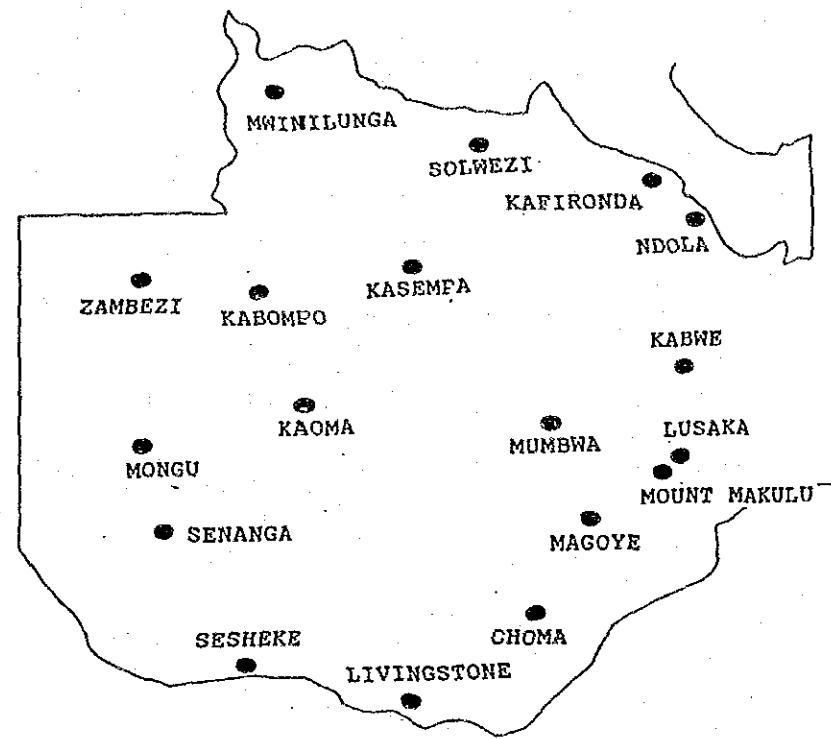 MWINILUNGA
SOLWEZI
KAFIRONDA
NDOLA
ZAMBEZI
KABOMPO
KASEMPA
KABWE
KAOMA
MUMBWA
LUSAKA
MONGU
MOUNT MAKULU
SENANGA
MAGOYE
CHOMA
SESHEKE
LIVINGSTONE